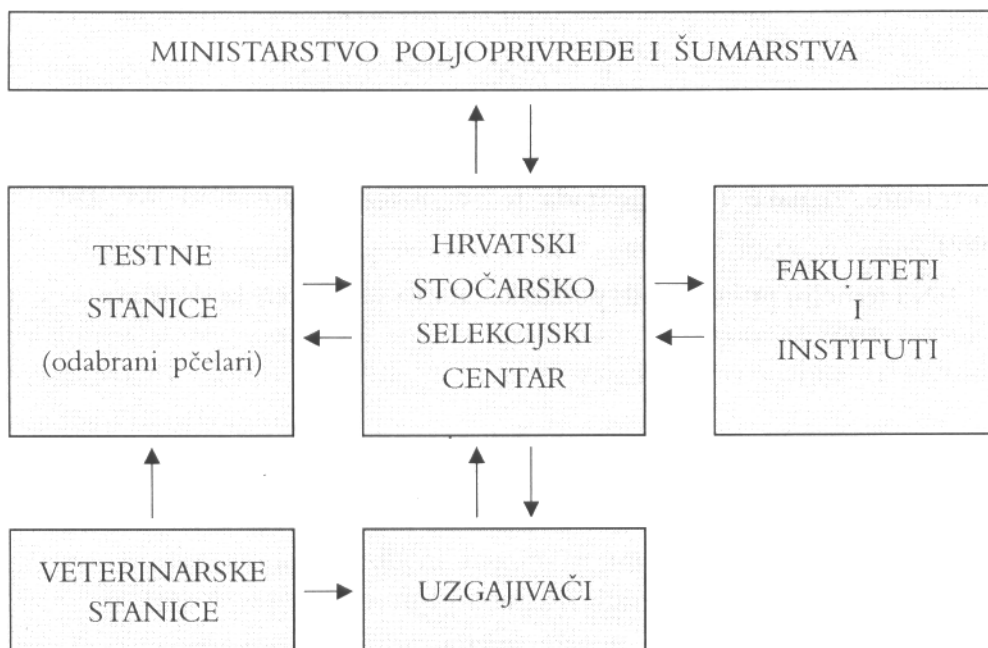 MINISTARSTVO POLJOPRIVREDE I ŠUMARSTVA
TESTNE
STANICE
(odabrani pčelari)
HRVATSKI
STOČARSKO
SELEKCIJSKI
CENTAR
FAKULTETI
I
INSTITUTI
VETERINARSKE
STANICE
UZGAJIVAČI